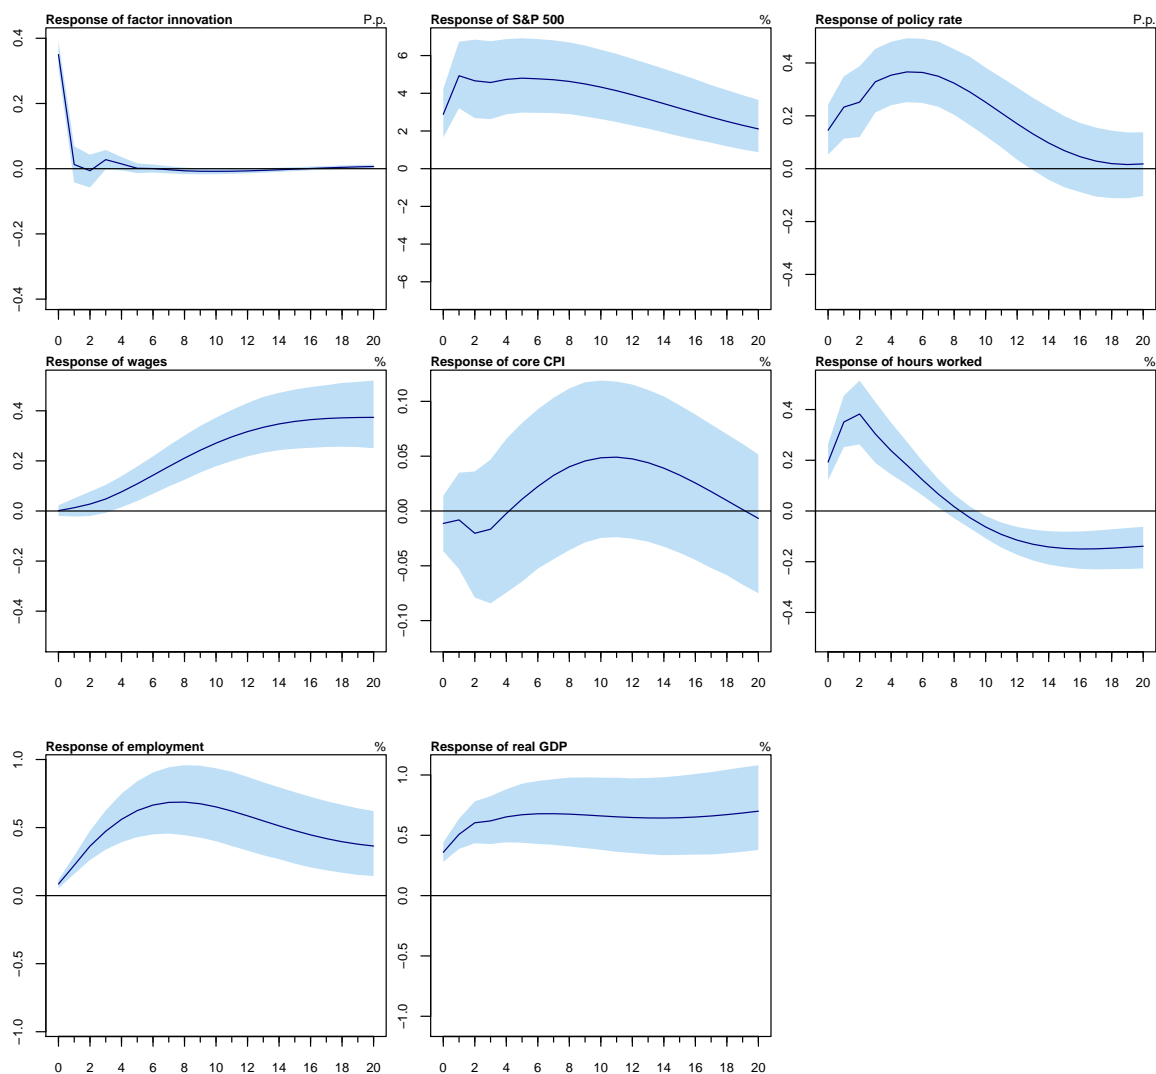 Response of factor innovation P.p.
0.4
0.2
0.0
−0.2
−0.4
0 2 4 6 8 10 12 14 16 18 20
Response of S&P 500 %
6
4
2
0
−2
−4
−6
0 2 4 6 8 10 12 14 16 18 20
Response of policy rate P.p.
0.4
0.2
0.0
−0.2
−0.4
0 2 4 6 8 10 12 14 16 18 20
Response of wages %
0.4
0.2
0.0
−0.2
−0.4
0 2 4 6 8 10 12 14 16 18 20
Response of core CPI %
0.10
0.05
0.00
−0.05
−0.10
0 2 4 6 8 10 12 14 16 18 20
Response of hours worked %
0.4
0.2
0.0
−0.2
−0.4
0 2 4 6 8 10 12 14 16 18 20
Response of employment %
1.0
0.5
0.0
−0.5
−1.0
0 2 4 6 8 10 12 14 16 18 20
Response of real GDP %
1.0
0.5
0.0
−0.5
−1.0
0 2 4 6 8 10 12 14 16 18 20